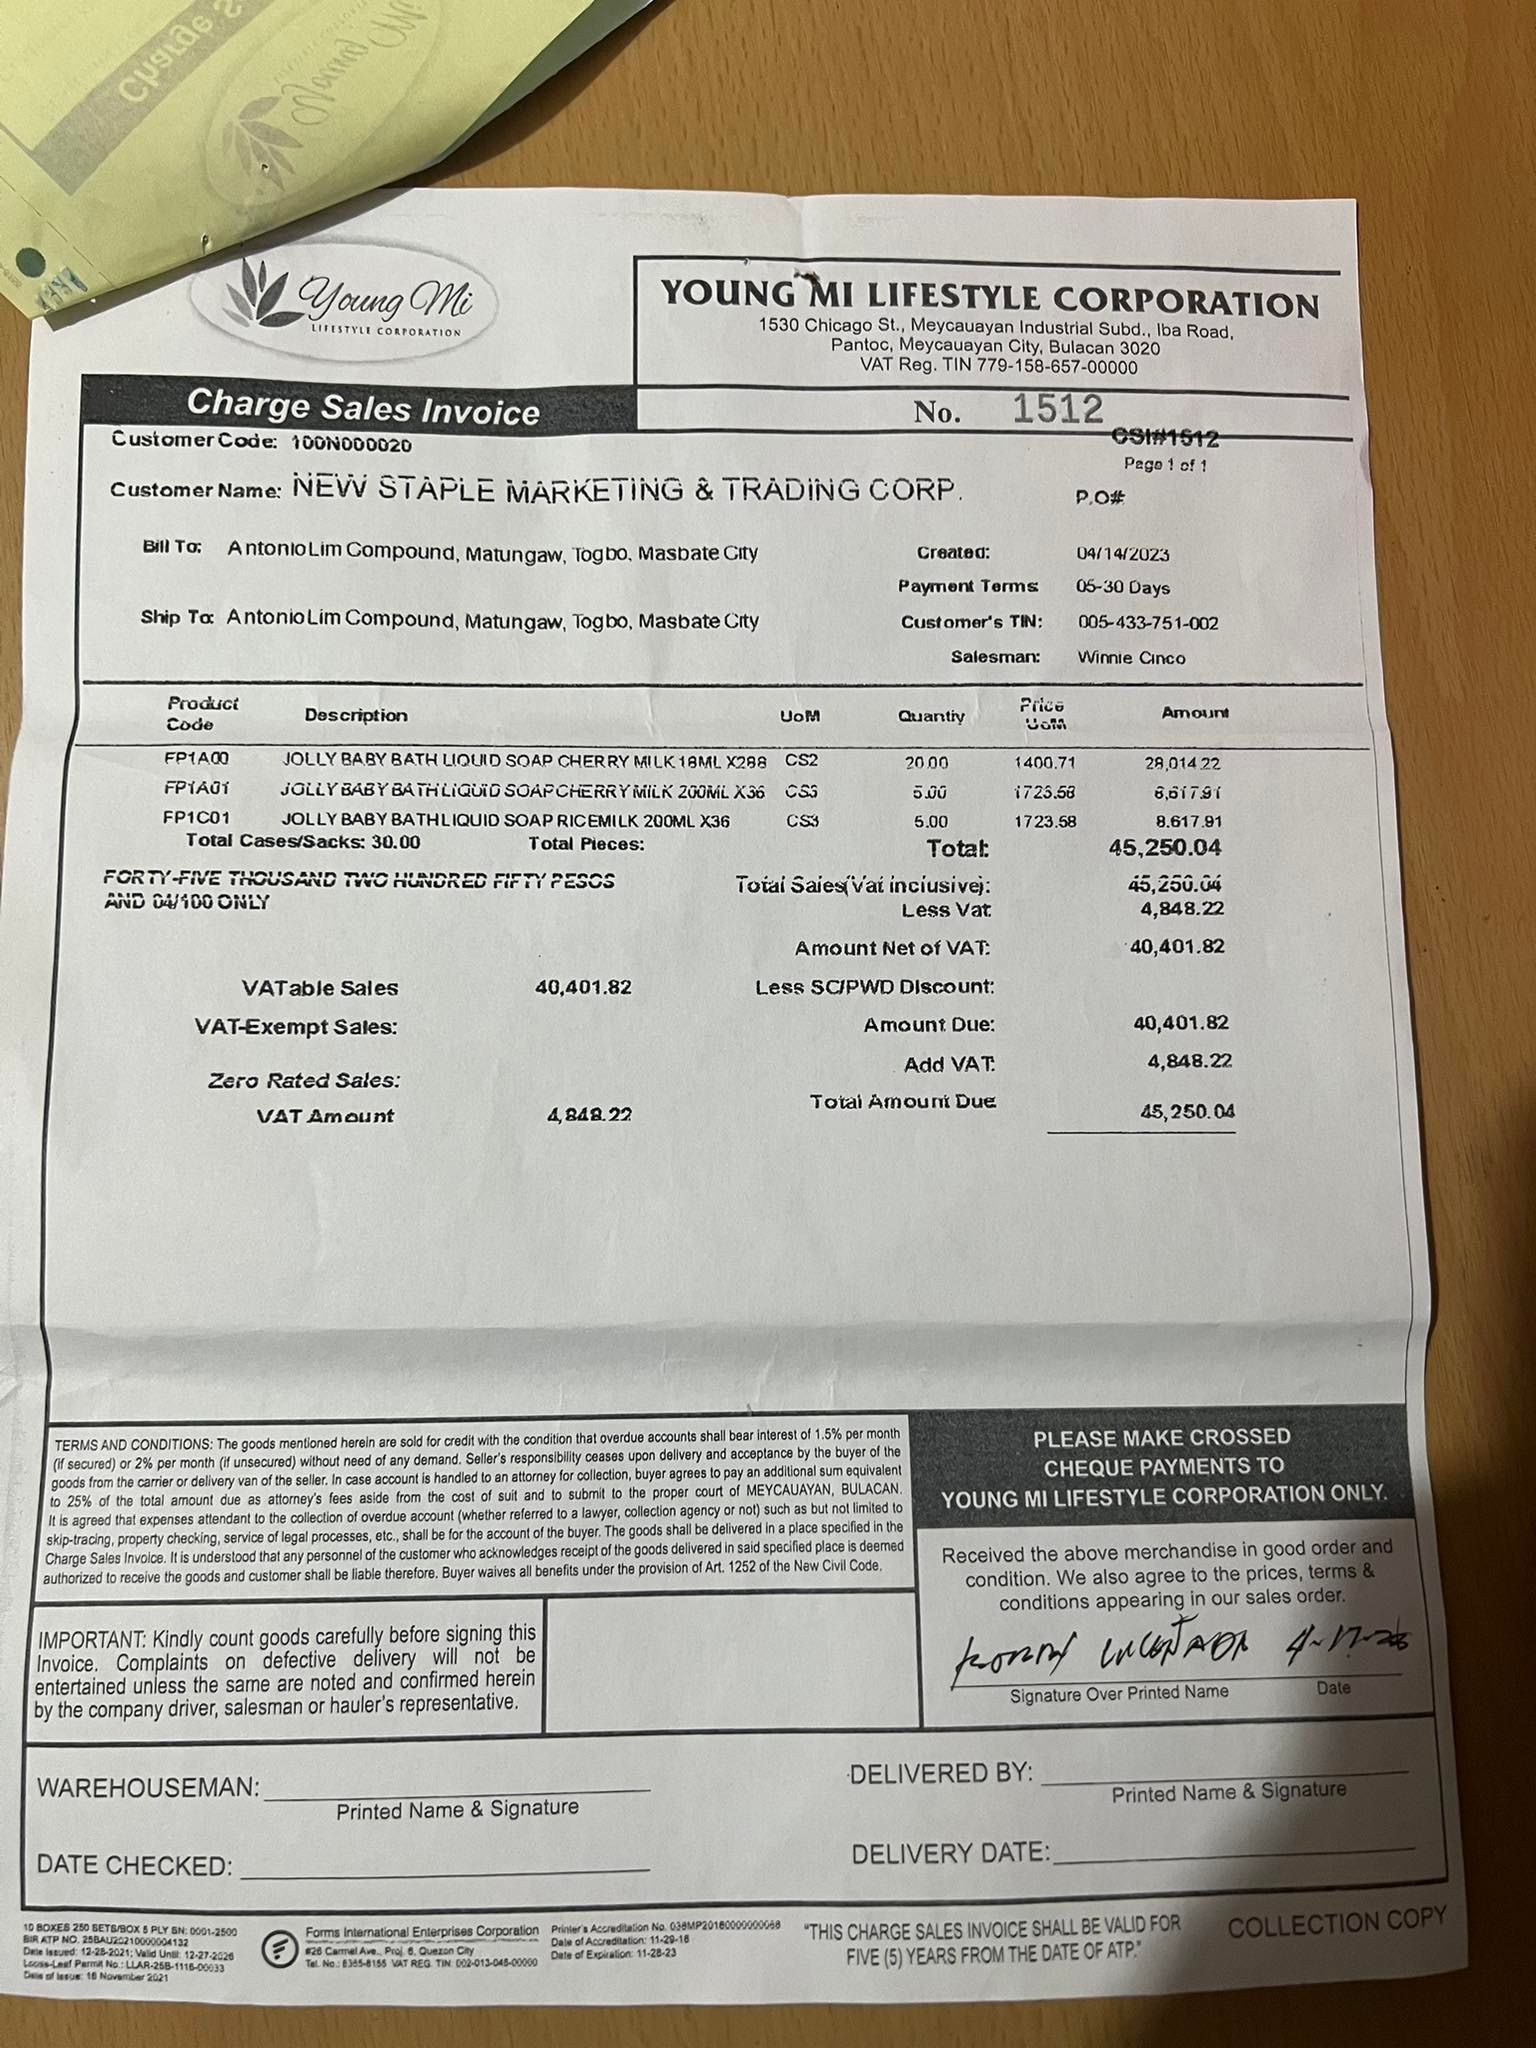 Charge S
Young Mi
Young Mi
LIFESTYLE CORPORATION
YOUNG MI LIFESTYLE CORPORATION
1530 Chicago St., Meycauayan Industrial Subd., Iba Road,
Pantoc, Meycauayan City, Bulacan 3020
VAT Reg. TIN 779-158-657-00000
Charge Sales Invoice
No. 1512
Customer Code: 100N000020
CSI#1512
Page 1 of 1
Customer Name: NEW STAPLE MARKETING & TRADING CORP.
P.O#
Bill To: Antonio Lim Compound, Matungaw, Togbo, Masbate City
Created: 04/14/2023
Payment Terms: 05-30 Days
Ship To: Antonio Lim Compound, Matungaw, Togbo, Masbate City
Customer's TIN: 005-433-751-002
Salesman: Winnie Cinco
Product Code Description UoM Quantiy Price UoM Amount
FP1A00 JOLLY BABY BATH LIQUID SOAP CHERRY MILK 18ML X288 CS2 20.00 1400.71 28,014.22
FP1A01 JOLLY BABY BATH LIQUID SOAP CHERRY MILK 200ML X36 CS3 5.00 1723.58 8,617.91
FP1C01 JOLLY BABY BATH LIQUID SOAP RICEMILK 200ML X36 CS3 5.00 1723.58 8,617.91
Total Cases/Sacks: 30.00 Total Pieces: Total: 45,250.04
FORTY-FIVE THOUSAND TWO HUNDRED FIFTY PESOS
AND 04/100 ONLY
Total Sales(Vat inclusive): 45,250.04
Less Vat 4,848.22
Amount Net of VAT: 40,401.82
VATable Sales 40,401.82
Less SC/PWD Discount:
VAT-Exempt Sales:
Amount Due: 40,401.82
Zero Rated Sales:
Add VAT: 4,848.22
VAT Amount 4,848.22
Total Amount Due 45,250.04
TERMS AND CONDITIONS: The goods mentioned herein are sold for credit with the condition that overdue accounts shall bear interest of 1.5% per month
(if secured) or 2% per month (if unsecured) without need of any demand. Seller's responsibility ceases upon delivery and acceptance by the buyer of the
goods from the carrier or delivery van of the seller. In case account is handled to an attorney for collection, buyer agrees to pay an additional sum equivalent
to 25% of the total amount due as attorney's fees aside from the cost of suit and to submit to the proper court of MEYCAUAYAN, BULACAN.
It is agreed that expenses attendant to the collection of overdue account (whether referred to a lawyer, collection agency or not) such as but not limited to
skip-tracing, property checking, service of legal processes, etc., shall be for the account of the buyer. The goods shall be delivered in a place specified in the
Charge Sales Invoice. It is understood that any personnel of the customer who acknowledges receipt of the goods delivered in said specified place is deemed
authorized to receive the goods and customer shall be liable therefore. Buyer waives all benefits under the provision of Art. 1252 of the New Civil Code.
PLEASE MAKE CROSSED
CHEQUE PAYMENTS TO
YOUNG MI LIFESTYLE CORPORATION ONLY.
Received the above merchandise in good order and
condition. We also agree to the prices, terms &
conditions appearing in our sales order.
Signature Over Printed Name Date
IMPORTANT: Kindly count goods carefully before signing this
Invoice. Complaints on defective delivery will not be
entertained unless the same are noted and confirmed herein
by the company driver, salesman or hauler's representative.
WAREHOUSEMAN:
Printed Name & Signature
DELIVERED BY:
Printed Name & Signature
DATE CHECKED:
DELIVERY DATE:
10 BOXES 250 SETS/BOX 5 PLY SN: 0001-2500
BIR ATP NO. 25BAU20210000004132
Date Issued: 12-28-2021; Valid Until: 12-27-2026
Loose-Leaf Permit No.: LLAR-25B-1116-00033
Date of Issue: 16 November 2021
Forms International Enterprises Corporation
#26 Carmel Ave., Proj. 6, Quezon City
Tel. No.: 8365-8155 VAT REG. TIN: 002-013-045-00000
Printer's Accreditation No. 038MP20180000000068
Date of Accreditation: 11-29-18
Date of Expiration: 11-28-23
"THIS CHARGE SALES INVOICE SHALL BE VALID FOR
FIVE (5) YEARS FROM THE DATE OF ATP."
COLLECTION COPY